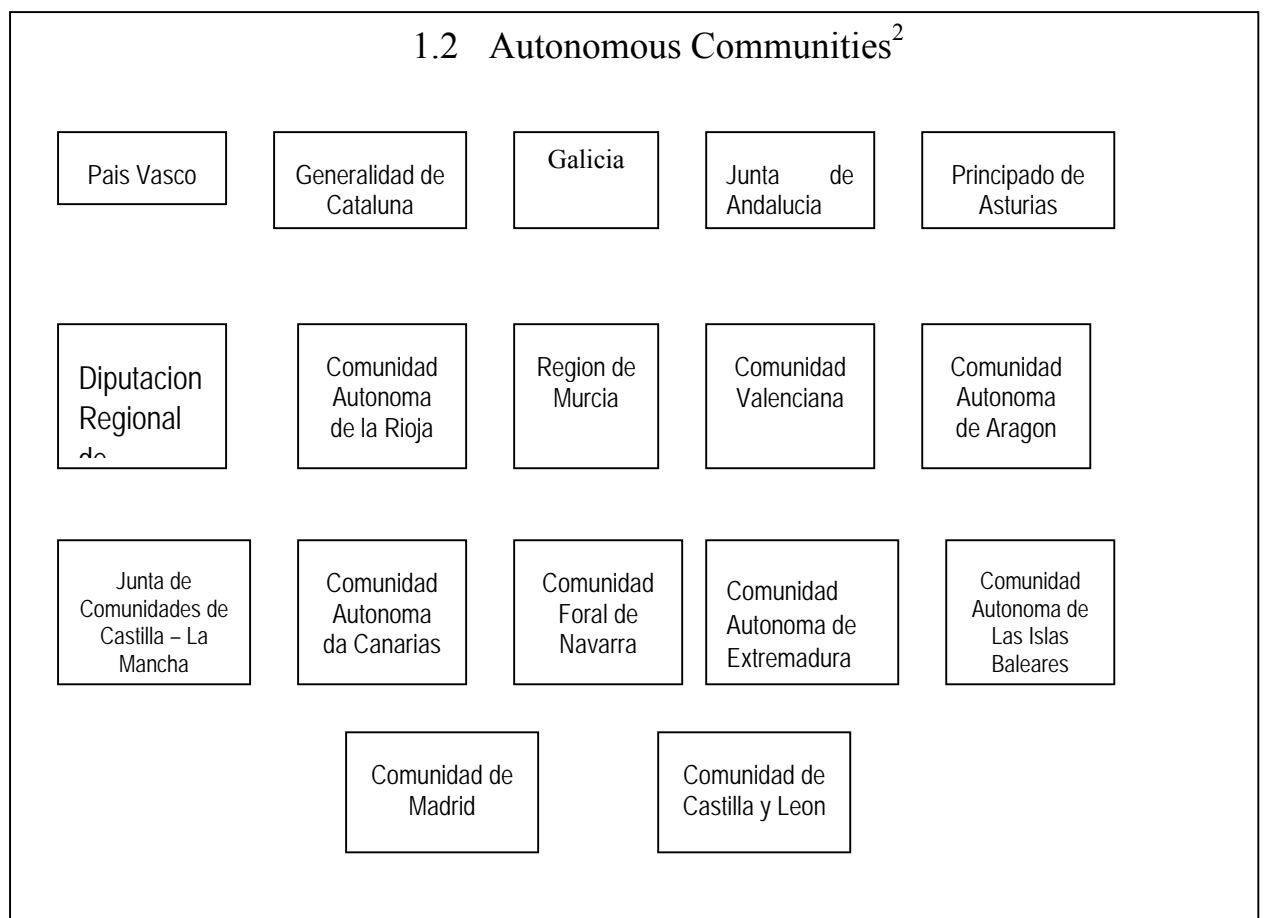 1.2 Autonomous Communities2
Pais Vasco
Generalidad de
Cataluna
Galicia
Junta de
Andalucia
Principado de
Asturias
Diputacion
Regional
de
Comunidad
Autonoma
de la Rioja
Region de
Murcia
Comunidad
Valenciana
Comunidad
Autonoma
de Aragon
Junta de
Comunidades de
Castilla – La
Mancha
Comunidad
Autonoma
da Canarias
Comunidad
Foral de
Navarra
Comunidad
Autonoma de
Extremadura
Comunidad
Autonoma de
Las Islas
Baleares
Comunidad de
Madrid
Comunidad de
Castilla y Leon